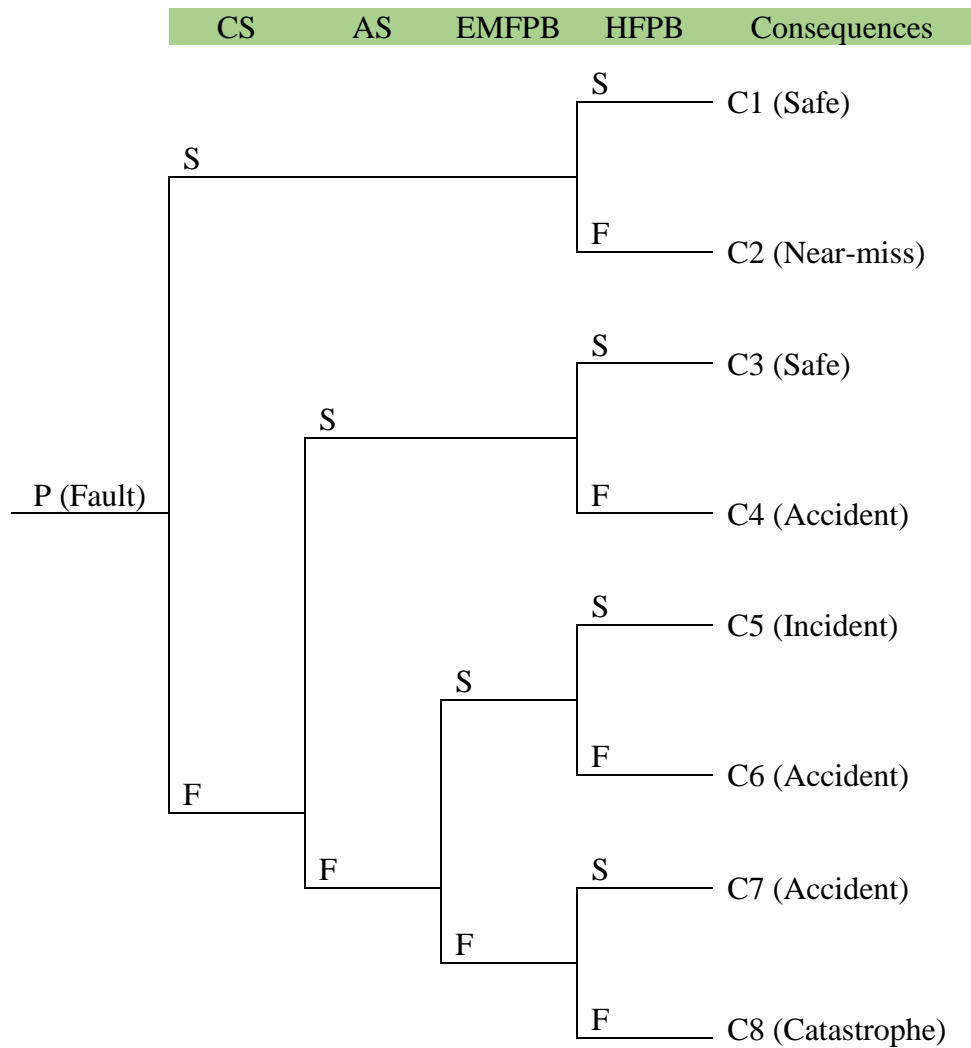 CS AS EMFPB HFPB Consequences
S
C1 (Safe)
S
F
C2 (Near-miss)
S
C3 (Safe)
S
P (Fault)
F
C4 (Accident)
S
C5 (Incident)
S
F
C6 (Accident)
F
F
S
C7 (Accident)
F
F
C8 (Catastrophe)